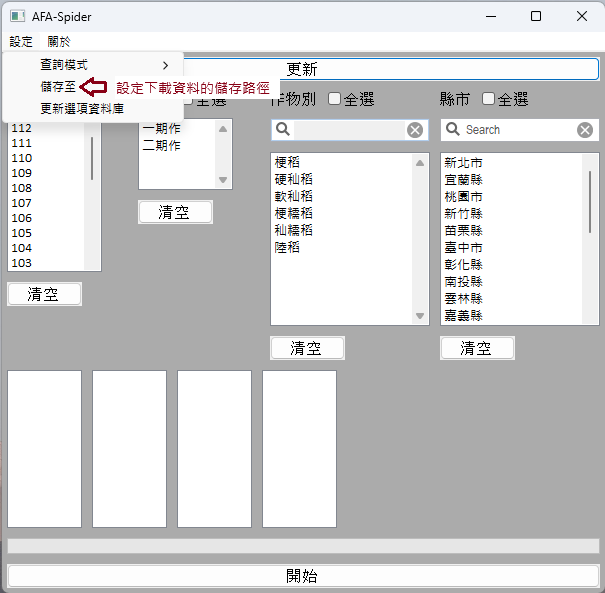 AFA-Spider
設定 關於
查詢模式
更新
儲存至 設定下載資料的儲存路徑
更新選項資料庫
全選
作物別 全選
縣市 全選
Search
112
111
110
109
108
107
106
105
104
103
清空
一期作
二期作
清空
梗稻
硬秈稻
軟秈稻
梗糯稻
秈糯稻
陸稻
清空
新北市
宜蘭縣
桃園市
新竹縣
苗栗縣
臺中市
彰化縣
南投縣
雲林縣
嘉義縣
清空
開始